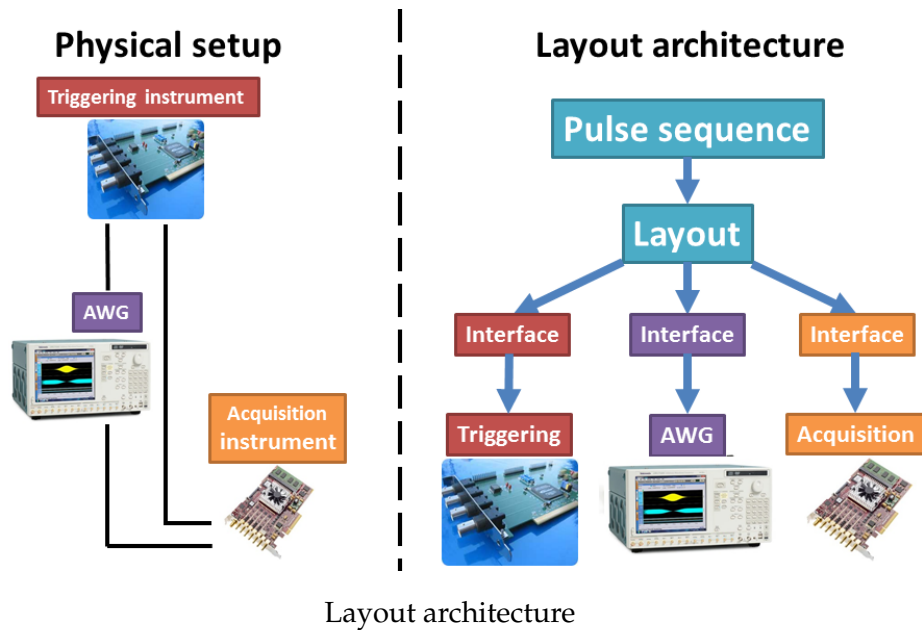 Physical setup
Triggering instrument
AWG
Acquisition
instrument
Layout architecture
Pulse sequence
Layout
Interface
Interface
Interface
Triggering
AWG
Acquisition
Layout architecture